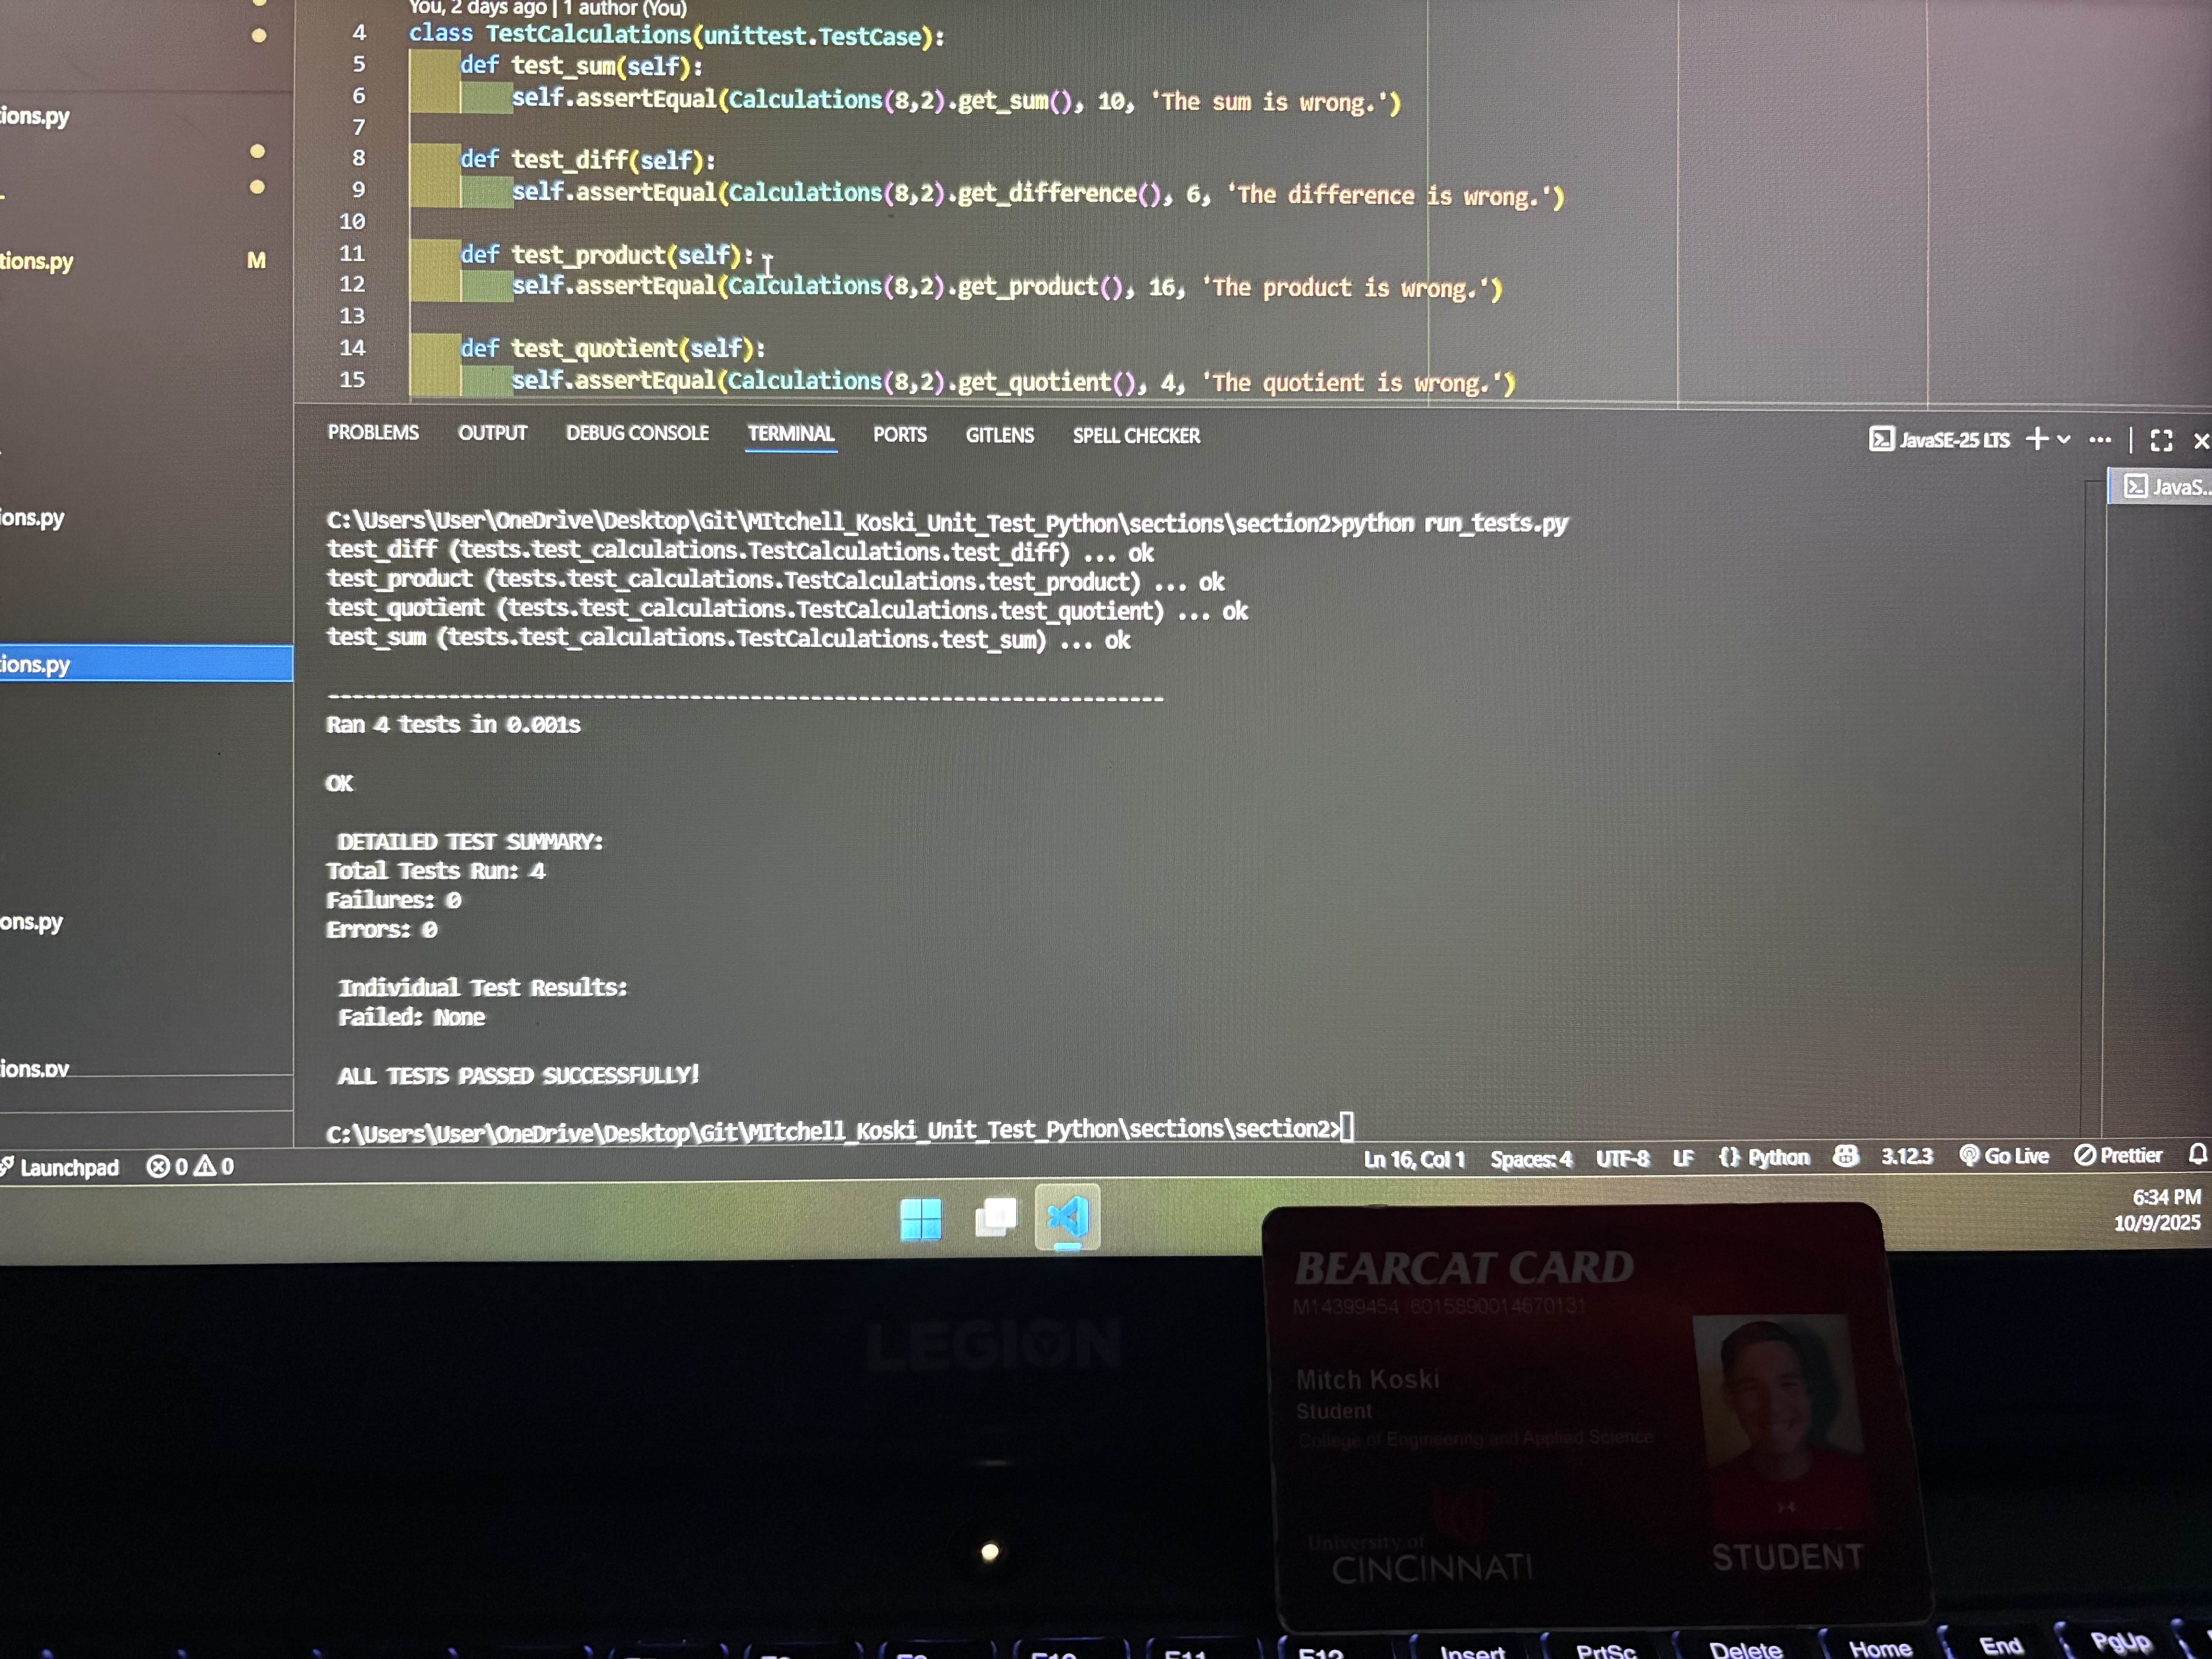 You, 2 days ago | 1 author (You)
4 class TestCalculations(unittest.TestCase):
5 def test_sum(self):
6 self.assertEqual(Calculations(8,2).get_sum(), 10, 'The sum is wrong.')
7
8 def test_diff(self):
9 self.assertEqual(Calculations(8,2).get_difference(), 6, 'The difference is wrong.')
10
11 def test_product(self):
12 self.assertEqual(Calculations(8,2).get_product(), 16, 'The product is wrong.')
13
14 def test_quotient(self):
15 self.assertEqual(Calculations(8,2).get_quotient(), 4, 'The quotient is wrong.')
ions.py
tions.py M
ions.py
ions.py
ons.py
ions.py
PROBLEMS OUTPUT DEBUG CONSOLE TERMINAL PORTS GITLENS SPELL CHECKER
JavaSE-25 LTS
JavaS...
C:\Users\User\OneDrive\Desktop\Git\MItchell_Koski_Unit_Test_Python\sections\section2>python run_tests.py
test_diff (tests.test_calculations.TestCalculations.test_diff) ... ok
test_product (tests.test_calculations.TestCalculations.test_product) ... ok
test_quotient (tests.test_calculations.TestCalculations.test_quotient) ... ok
test_sum (tests.test_calculations.TestCalculations.test_sum) ... ok
----------------------------------------------------------------------
Ran 4 tests in 0.001s
OK
DETAILED TEST SUMMARY:
Total Tests Run: 4
Failures: 0
Errors: 0
Individual Test Results:
Failed: None
ALL TESTS PASSED SUCCESSFULLY!
C:\Users\User\OneDrive\Desktop\Git\MItchell_Koski_Unit_Test_Python\sections\section2>
Launchpad 0 0
Ln 16, Col 1 Spaces: 4 UTF-8 LF {} Python 3.12.3 Go Live Prettier
6:34 PM
10/9/2025
LEGION
BEARCAT CARD
M14399454 6015890014670131
Mitch Koski
Student
College of Engineering and Applied Science
University of
CINCINNATI
STUDENT
F10 F11 F12 Insert PrtSc Delete Home End PgUp